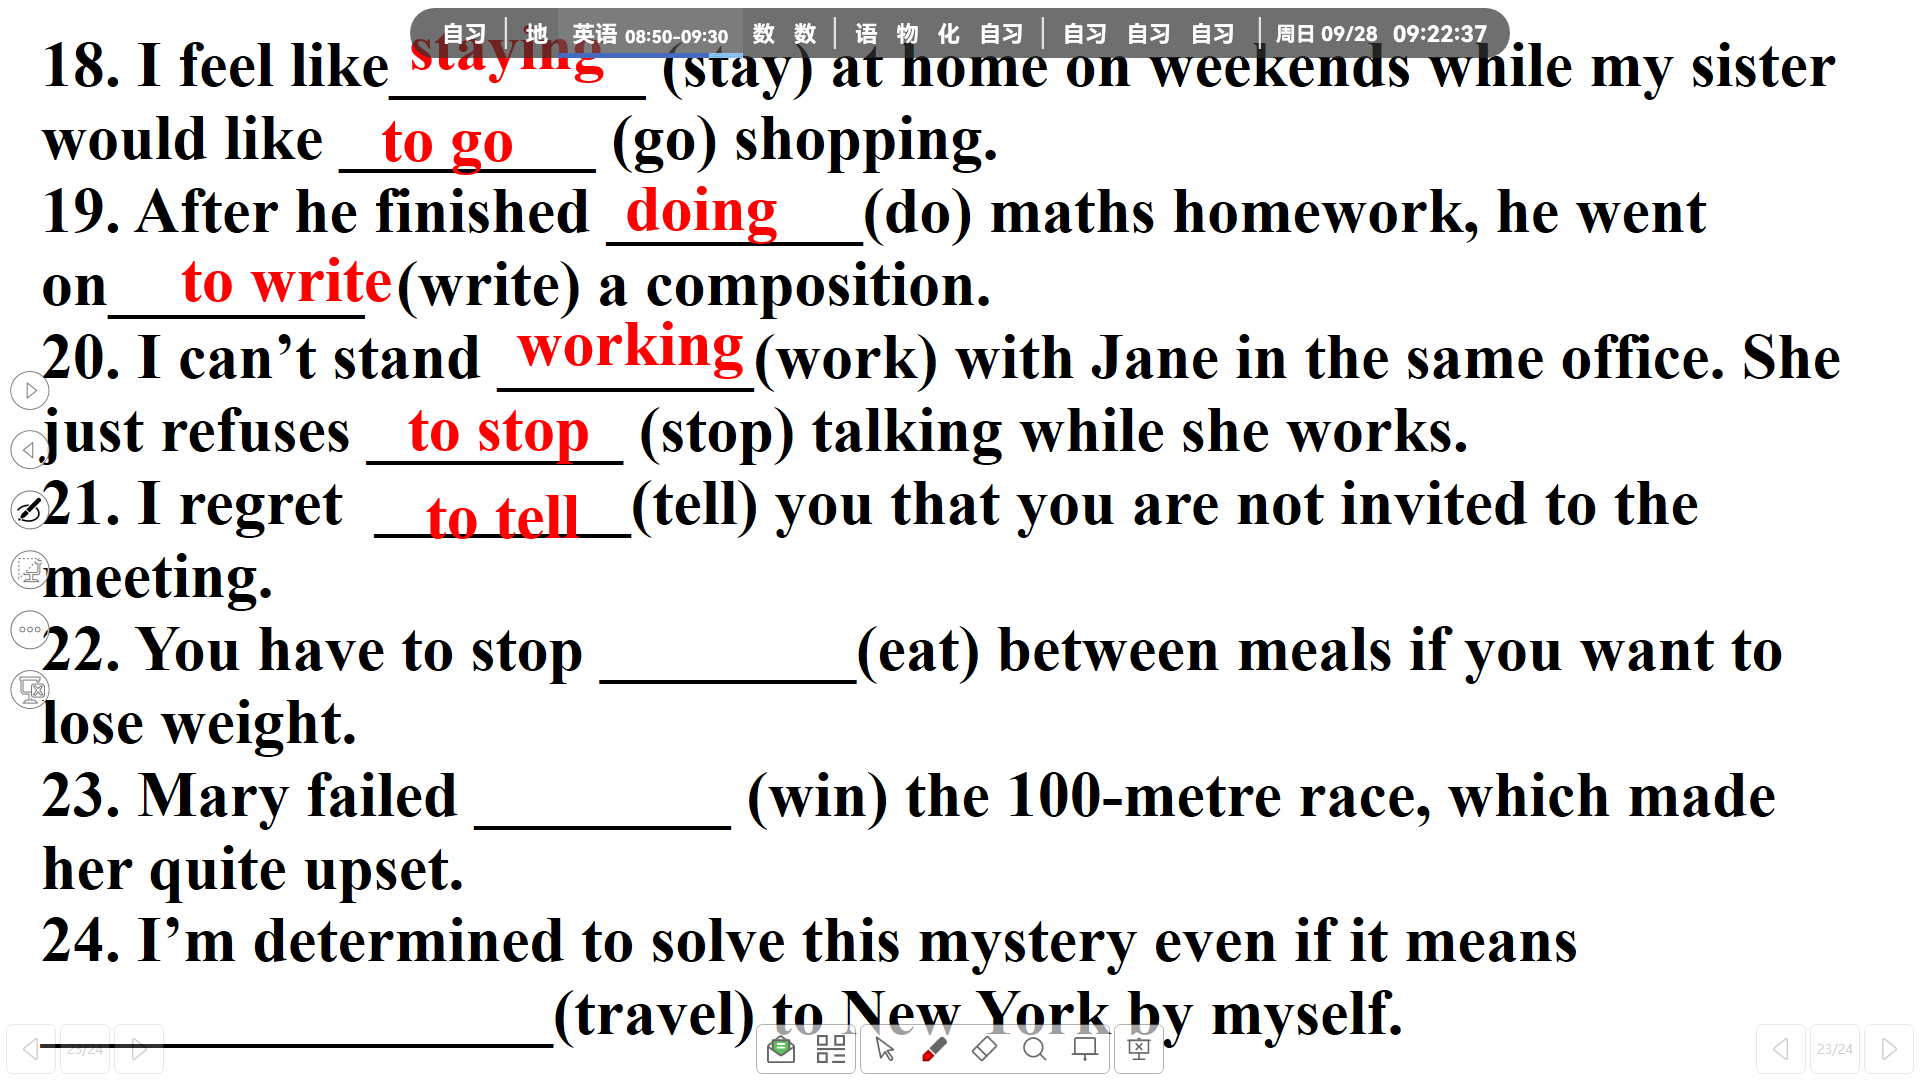 自习 | 地 英语 08:50-09:30 数 数 | 语 物 化 自习 | 自习 自习 自习 | 周日 09/28 09:22:37
18. I feel like staying (stay) at home on weekends while my sister
would like to go (go) shopping.
19. After he finished doing (do) maths homework, he went
on to write (write) a composition.
20. I can’t stand working (work) with Jane in the same office. She
just refuses to stop (stop) talking while she works.
21. I regret to tell (tell) you that you are not invited to the
meeting.
22. You have to stop ________(eat) between meals if you want to
lose weight.
23. Mary failed ________ (win) the 100-metre race, which made
her quite upset.
24. I’m determined to solve this mystery even if it means
________________(travel) to New York by myself.
23/24 23/24